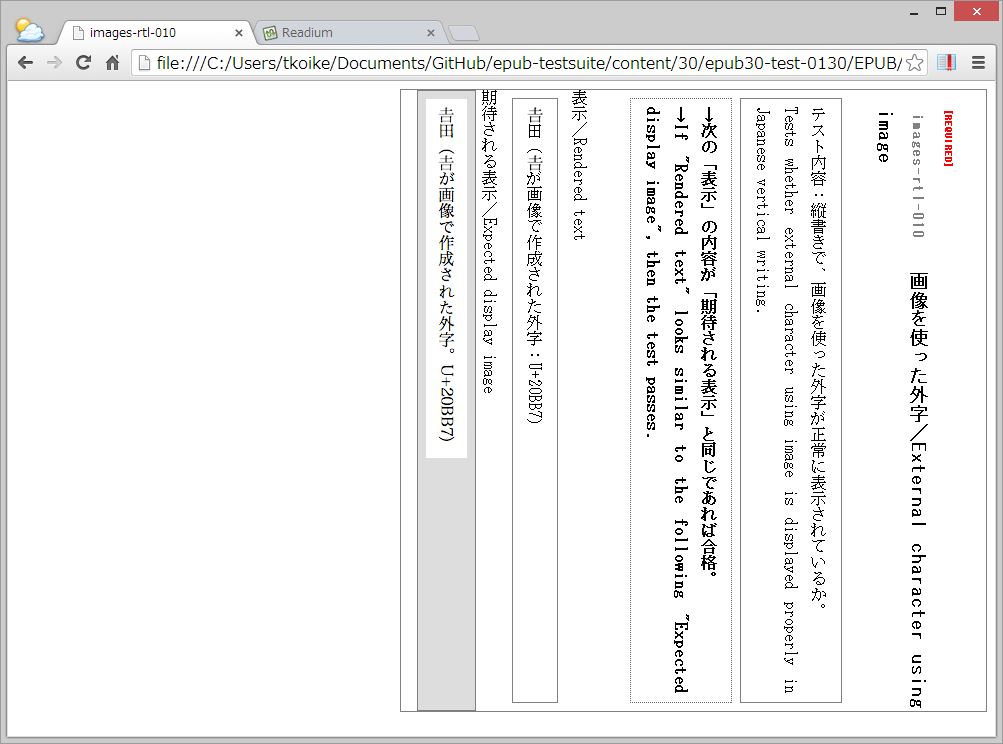 images-rtl-010
Readium
file:///C:/Users/tkoike/Documents/GitHub/epub-testsuite/content/30/epub30-test-0130/EPUB/
[REQUIRED]
images-rtl-010 画像を使った外字／External character using
image
テスト内容：縦書きで、画像を使った外字が正常に表示されているか。
Tests whether external character using image is displayed properly in
Japanese vertical writing.
→次の「表示」の内容が「期待される表示」と同じであれば合格。
→If "Rendered text" looks similar to the following "Expected
display image", then the test passes.
表示／Rendered text
𠮷田（𠮷が画像で作成された外字：U+20BB7)
期待される表示／Expected display image
𠮷田（𠮷が画像で作成された外字。U+20BB7)